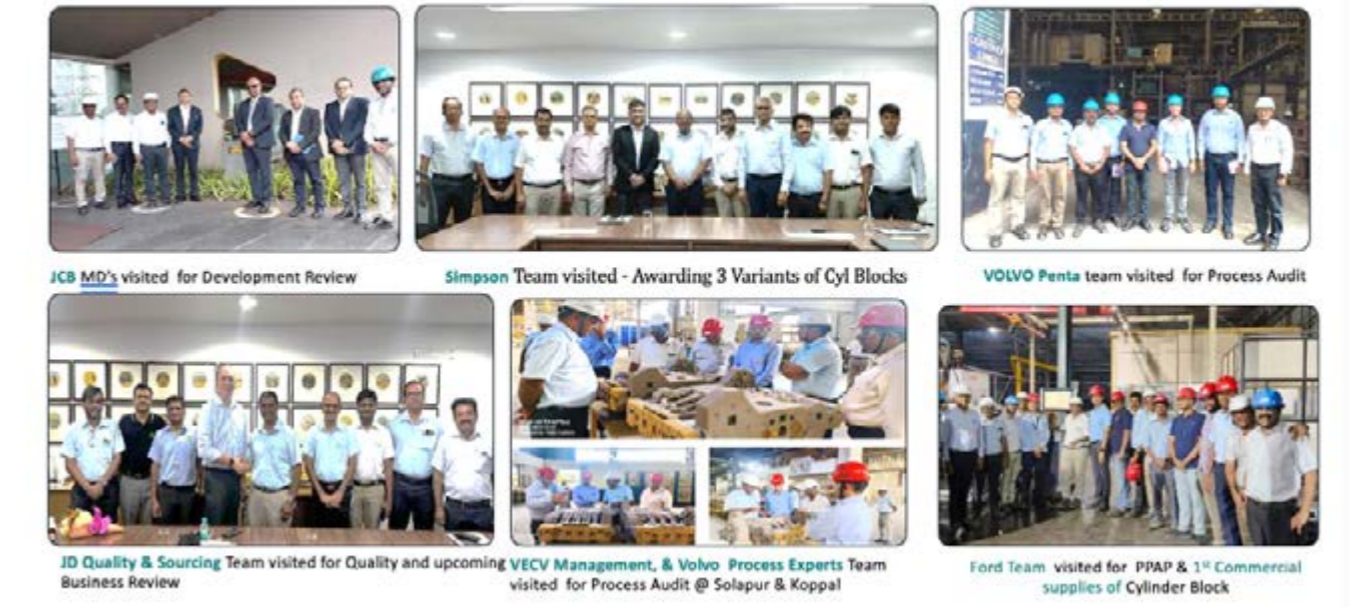 JCB MD's visited for Development Review
Simpson Team visited - Awarding 3 Variants of Cyl Blocks
VOLVO Penta team visited for Process Audit
JD Quality & Sourcing Team visited for Quality and upcoming
Business Review
VECV Management, & Volvo Process Experts Team
visited for Process Audit @ Solapur & Koppal
Ford Team visited for PPAP & 1st Commercial
supplies of Cylinder Block